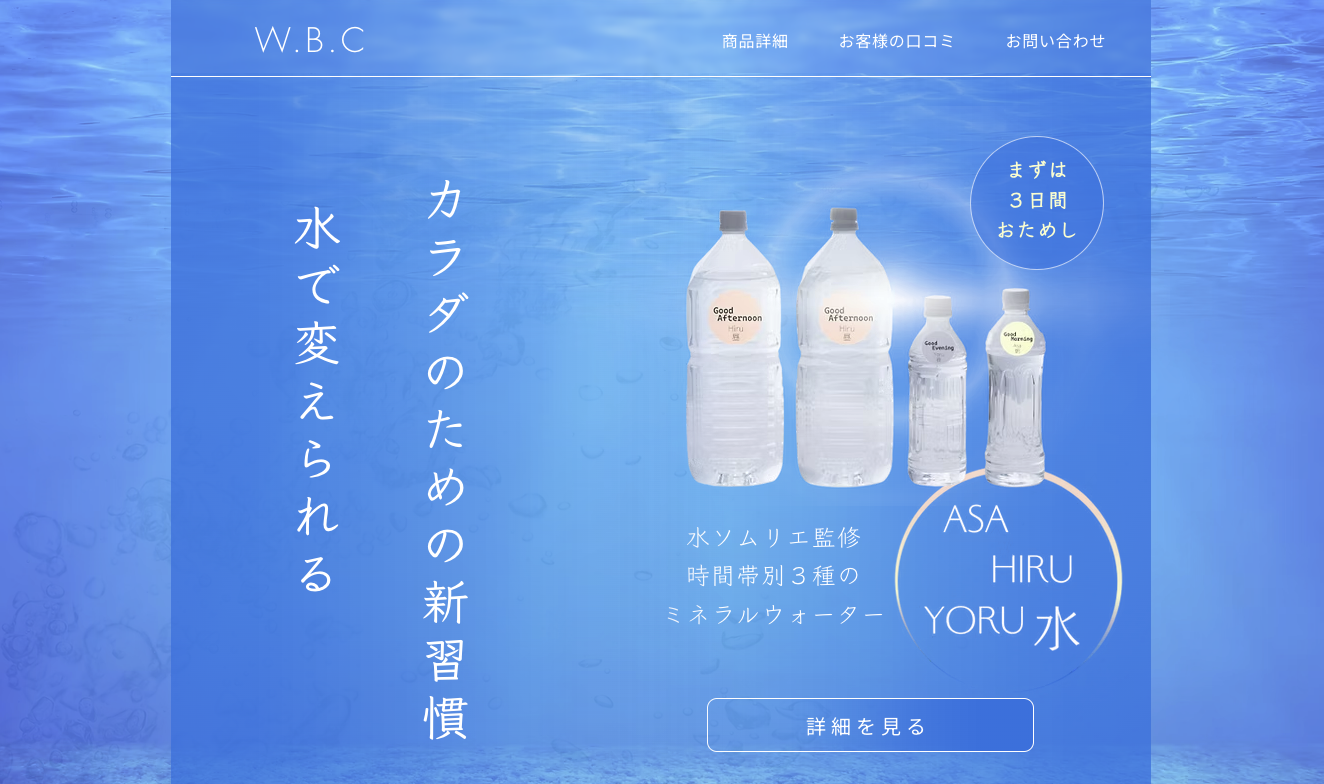 W.B.C
商品詳細
お客様の口コミ
お問い合わせ
カラダのための新習慣
水で変えられる
まずは
３日間
おためし
Good
Afternoon
Hiru
昼
Good
Afternoon
Hiru
昼
Good
Evening
Good
Morning
Asa
朝
水ソムリエ監修
時間帯別３種の
ミネラルウォーター
ASA
HIRU
YORU 水
詳細を見る